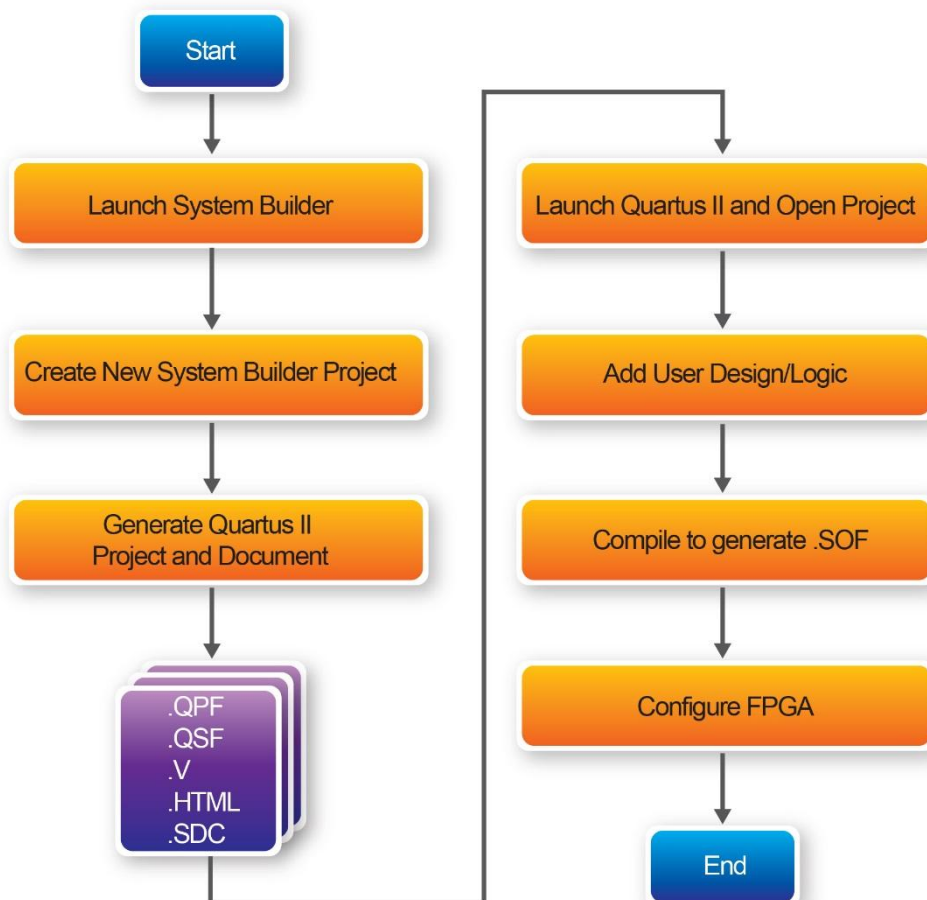 Start
Launch System Builder
Create New System Builder Project
Generate Quartus II
Project and Document
.QPF
.QSF
.V
.HTML
.SDC
Launch Quartus II and Open Project
Add User Design/Logic
Compile to generate .SOF
Configure FPGA
End